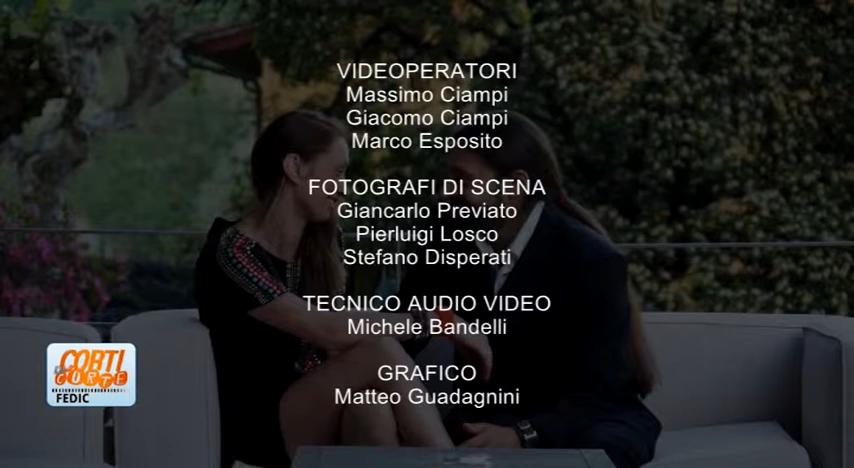 VIDEOPERATORI
Massimo Ciampi
Giacomo Ciampi
Marco Esposito
FOTOGRAFI DI SCENA
Giancarlo Previato
Pierluigi Losco
Stefano Disperati
TECNICO AUDIO VIDEO
Michele Bandelli
GRAFICO
Matteo Guadagnini
CORTI
CORTE
FEDIC